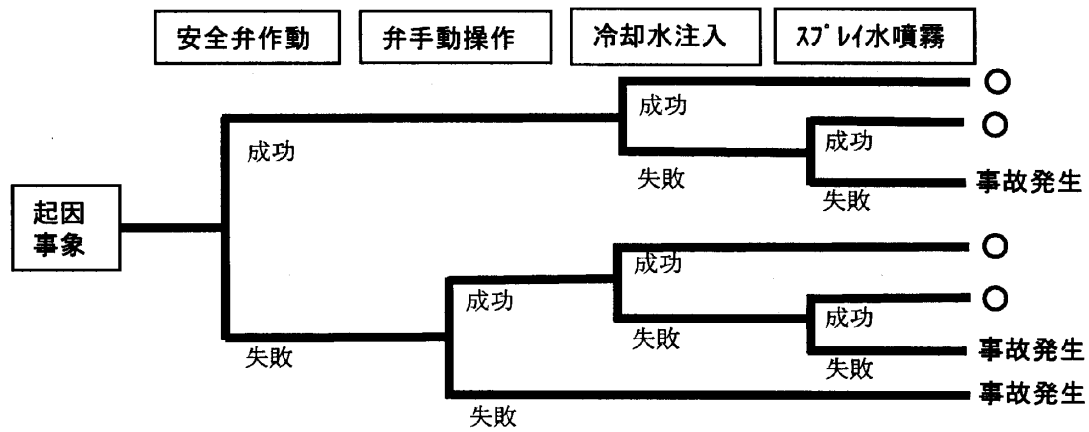 安全弁作動
弁手動操作
冷却水注入
ｽﾌﾟﾚｲ水噴霧
成功
○
成功
○
成功
失敗
失敗
事故発生
起因
事象
成功
○
成功
成功
○
失敗
失敗
失敗
事故発生
失敗
事故発生